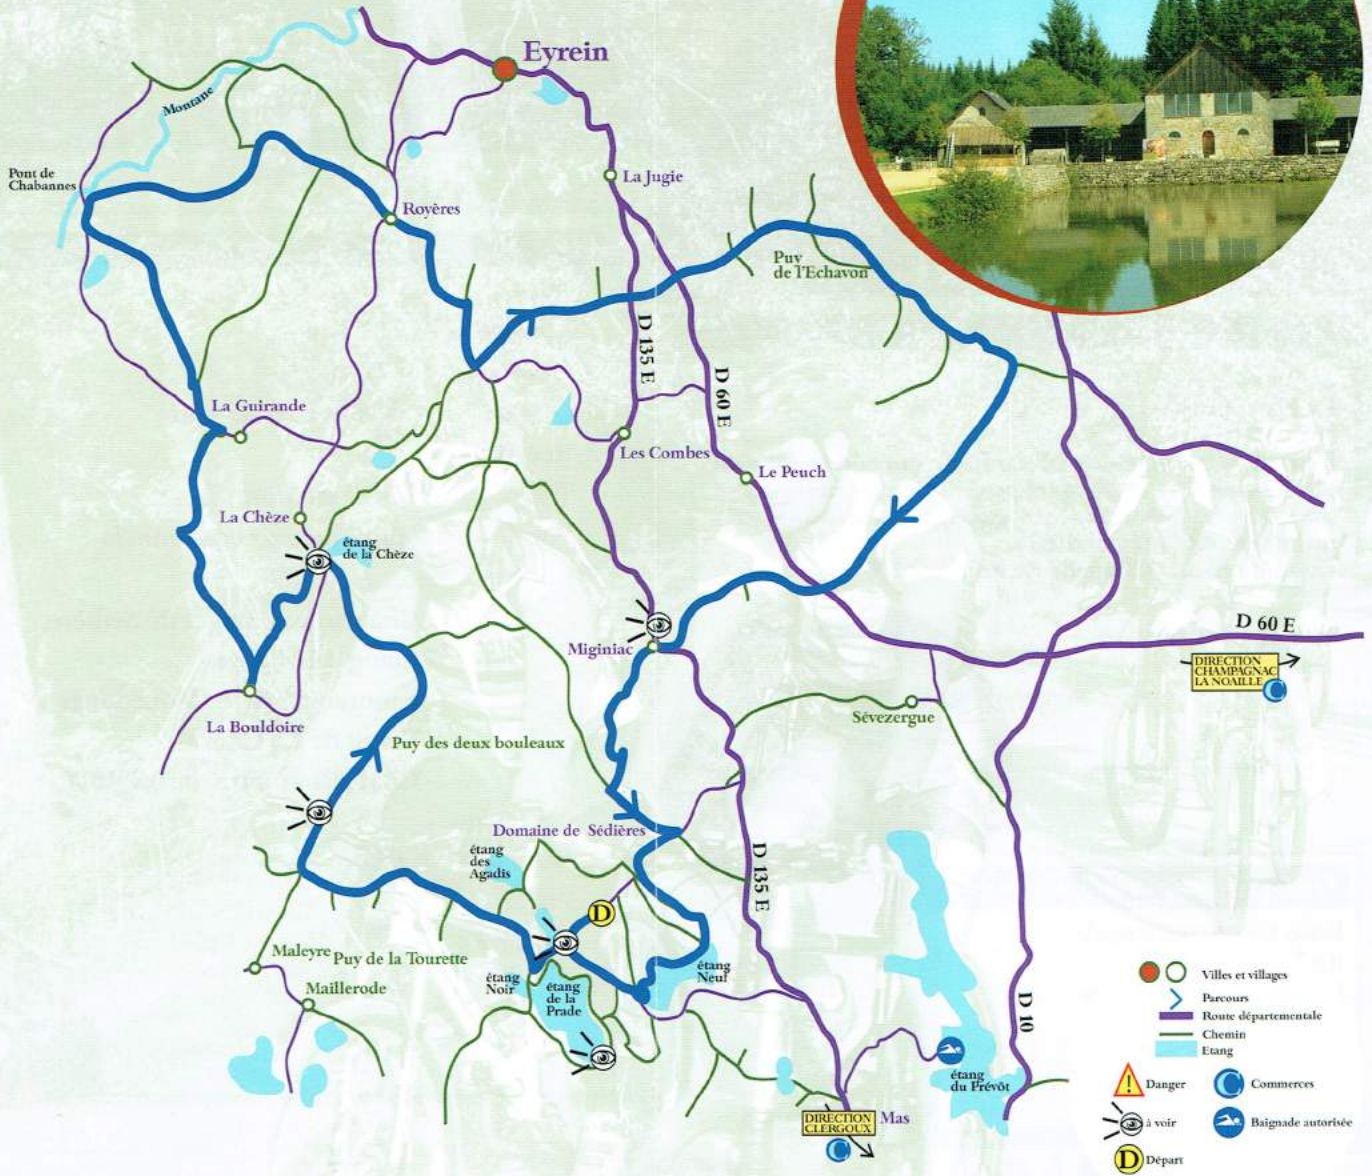 Eyrein
Montane
Pont de
Chabannes
La Jugie
Royères
Puy
de l'Echavon
D 135 E
D 60 E
La Guirande
Les Combes
Le Peuch
La Chèze
étang
de la Chèze
Miginiac
D 60 E
DIRECTION
CHAMPAGNAC
LA NOAILLE
C
Sévezergue
La Bouldoire
Puy des deux bouleaux
Domaine de Sédières
étang
des
Agadis
D 135 E
D
Maleyre
Puy de la Tourette
étang
Noir
étang
de la
Prade
étang
Neuf
Maillerode
D 10
étang
du Prévôt
DIRECTION
CLERGOUX
Mas
C
Villes et villages
Parcours
Route départementale
Chemin
Etang
Danger
C Commerces
à voir
Baignade autorisée
D Départ